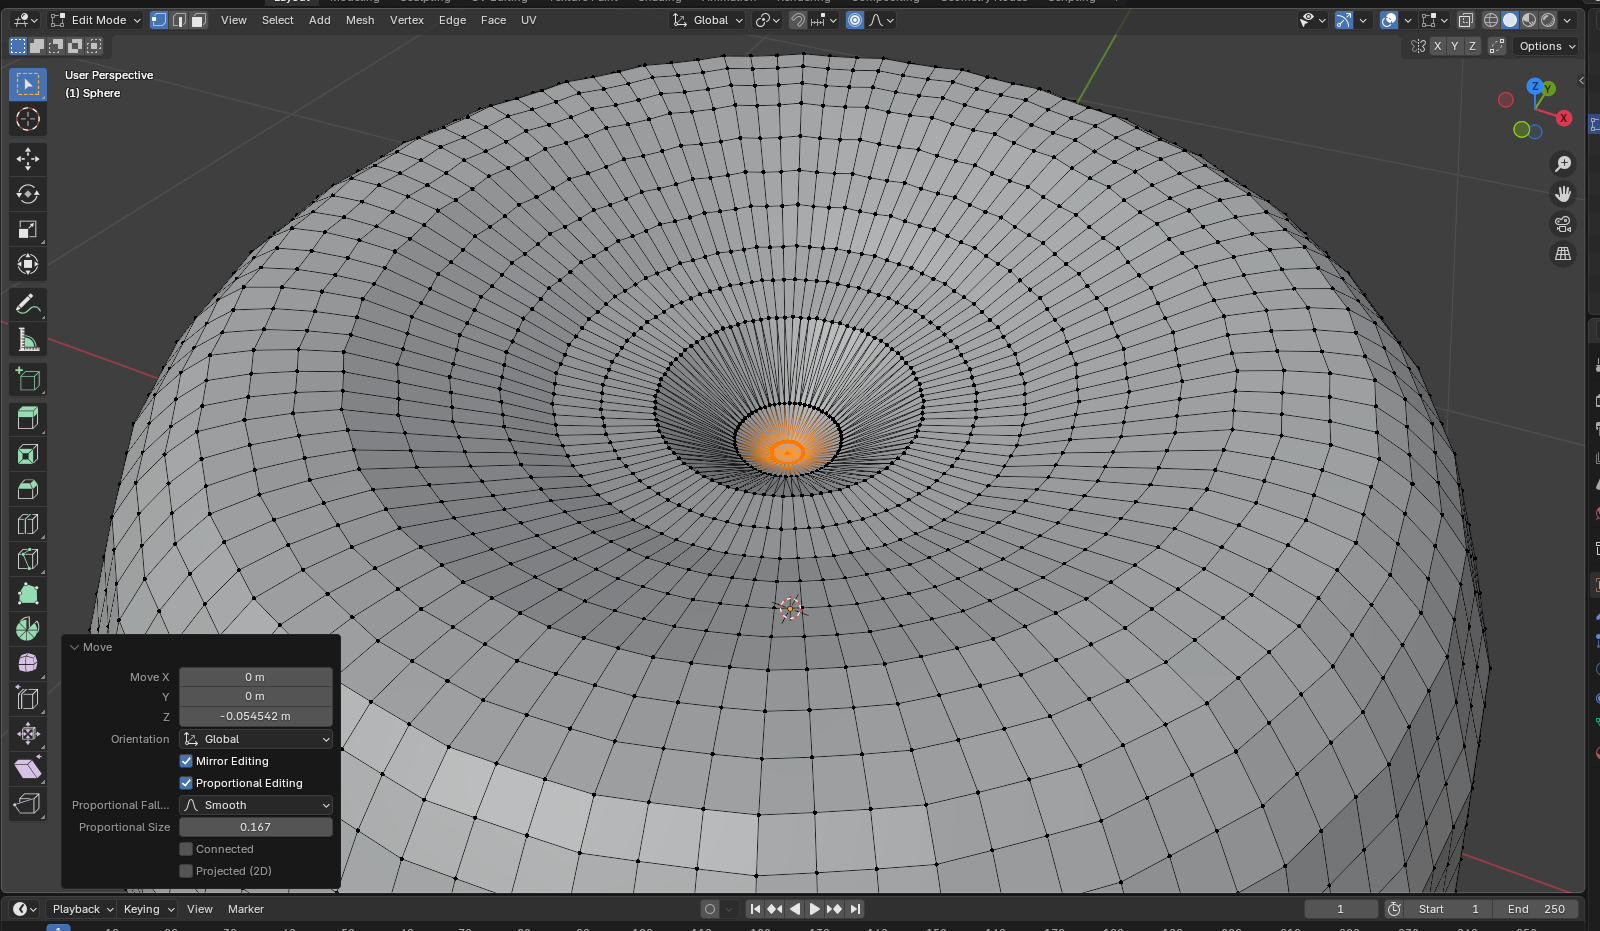 Edit Mode View Select Add Mesh Vertex Edge Face UV Global
X Y Z Options
User Perspective
(1) Sphere
Z Y
X
Move
Move X 0 m
Y 0 m
Z -0.054542 m
Orientation Global
Mirror Editing
Proportional Editing
Proportional Fall... Smooth
Proportional Size 0.167
Connected
Projected (2D)
Playback Keying View Marker 1 Start 1 End 250